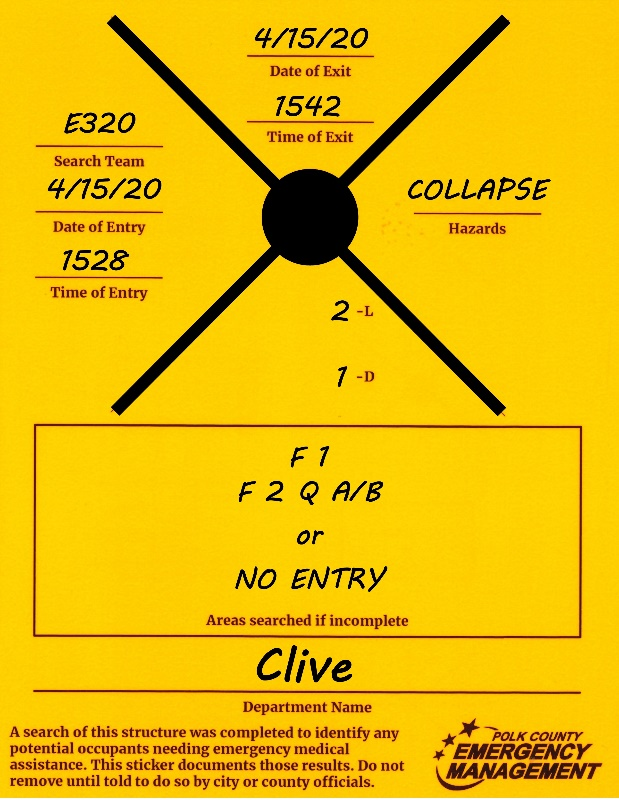 4/15/20
Date of Exit
1542
Time of Exit
E320
Search Team
4/15/20
Date of Entry
1528
Time of Entry
COLLAPSE
Hazards
2 -L
1 -D
F 1
F 2 Q A/B
or
NO ENTRY
Areas searched if incomplete
Clive
Department Name
A search of this structure was completed to identify any
potential occupants needing emergency medical
assistance. This sticker documents those results. Do not
remove until told to do so by city or county officials.
POLK COUNTY
EMERGENCY
MANAGEMENT